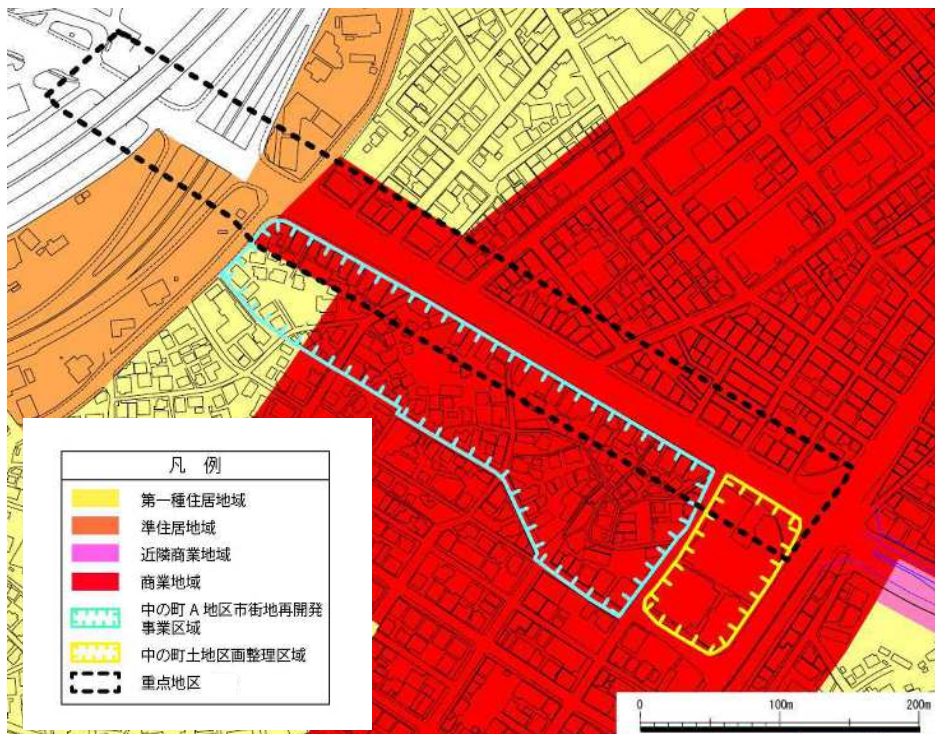 凡 例
第一種住居地域
準住居地域
近隣商業地域
商業地域
中の町A地区市街地再開発
事業区域
中の町土地区画整理区域
重点地区
0 100m 200m